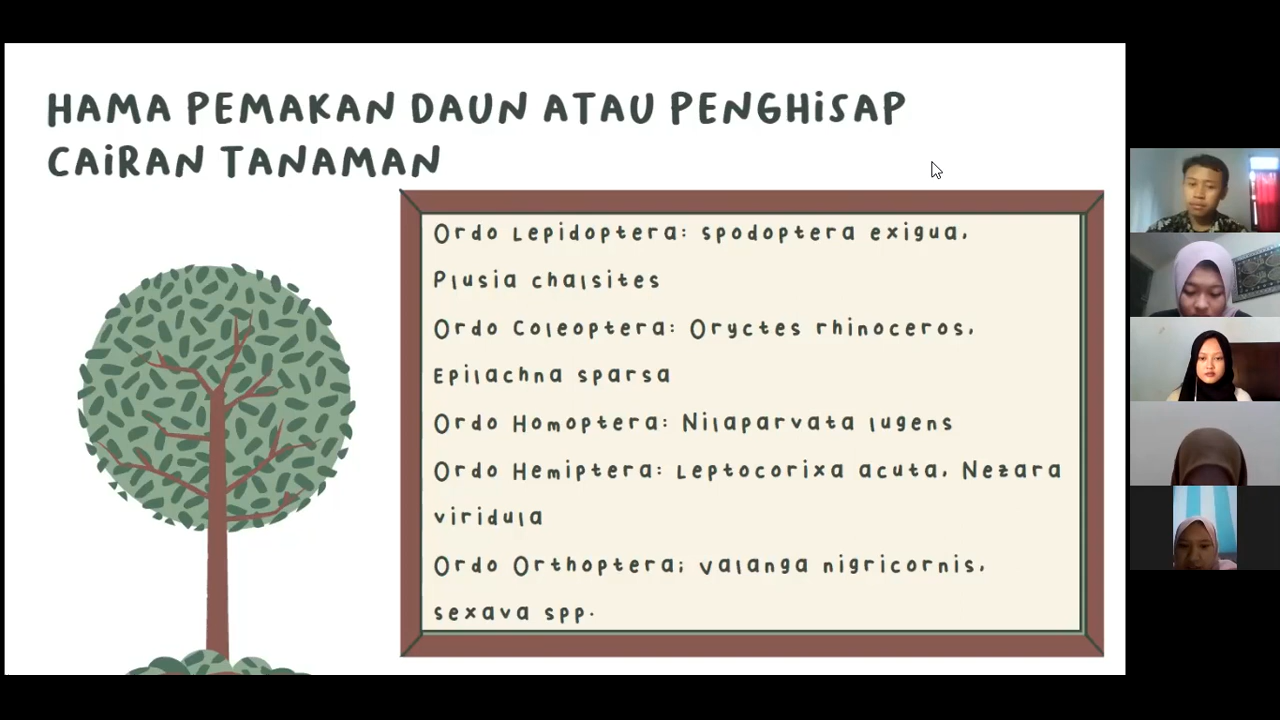 HAMA PEMAKAN DAUN ATAU PENGHiSAP
CAiRAN TANAMAN
Ordo Lepidoptera: spodoptera exigua,
Plusia chalsites
Ordo Coleoptera: Oryctes rhinoceros,
Epilachna sparsa
Ordo Homoptera: Nilaparvata lugens
Ordo Hemiptera: Leptocorixa acuta, Nezara
viridula
Ordo Orthoptera; valanga nigricornis,
sexava spp.